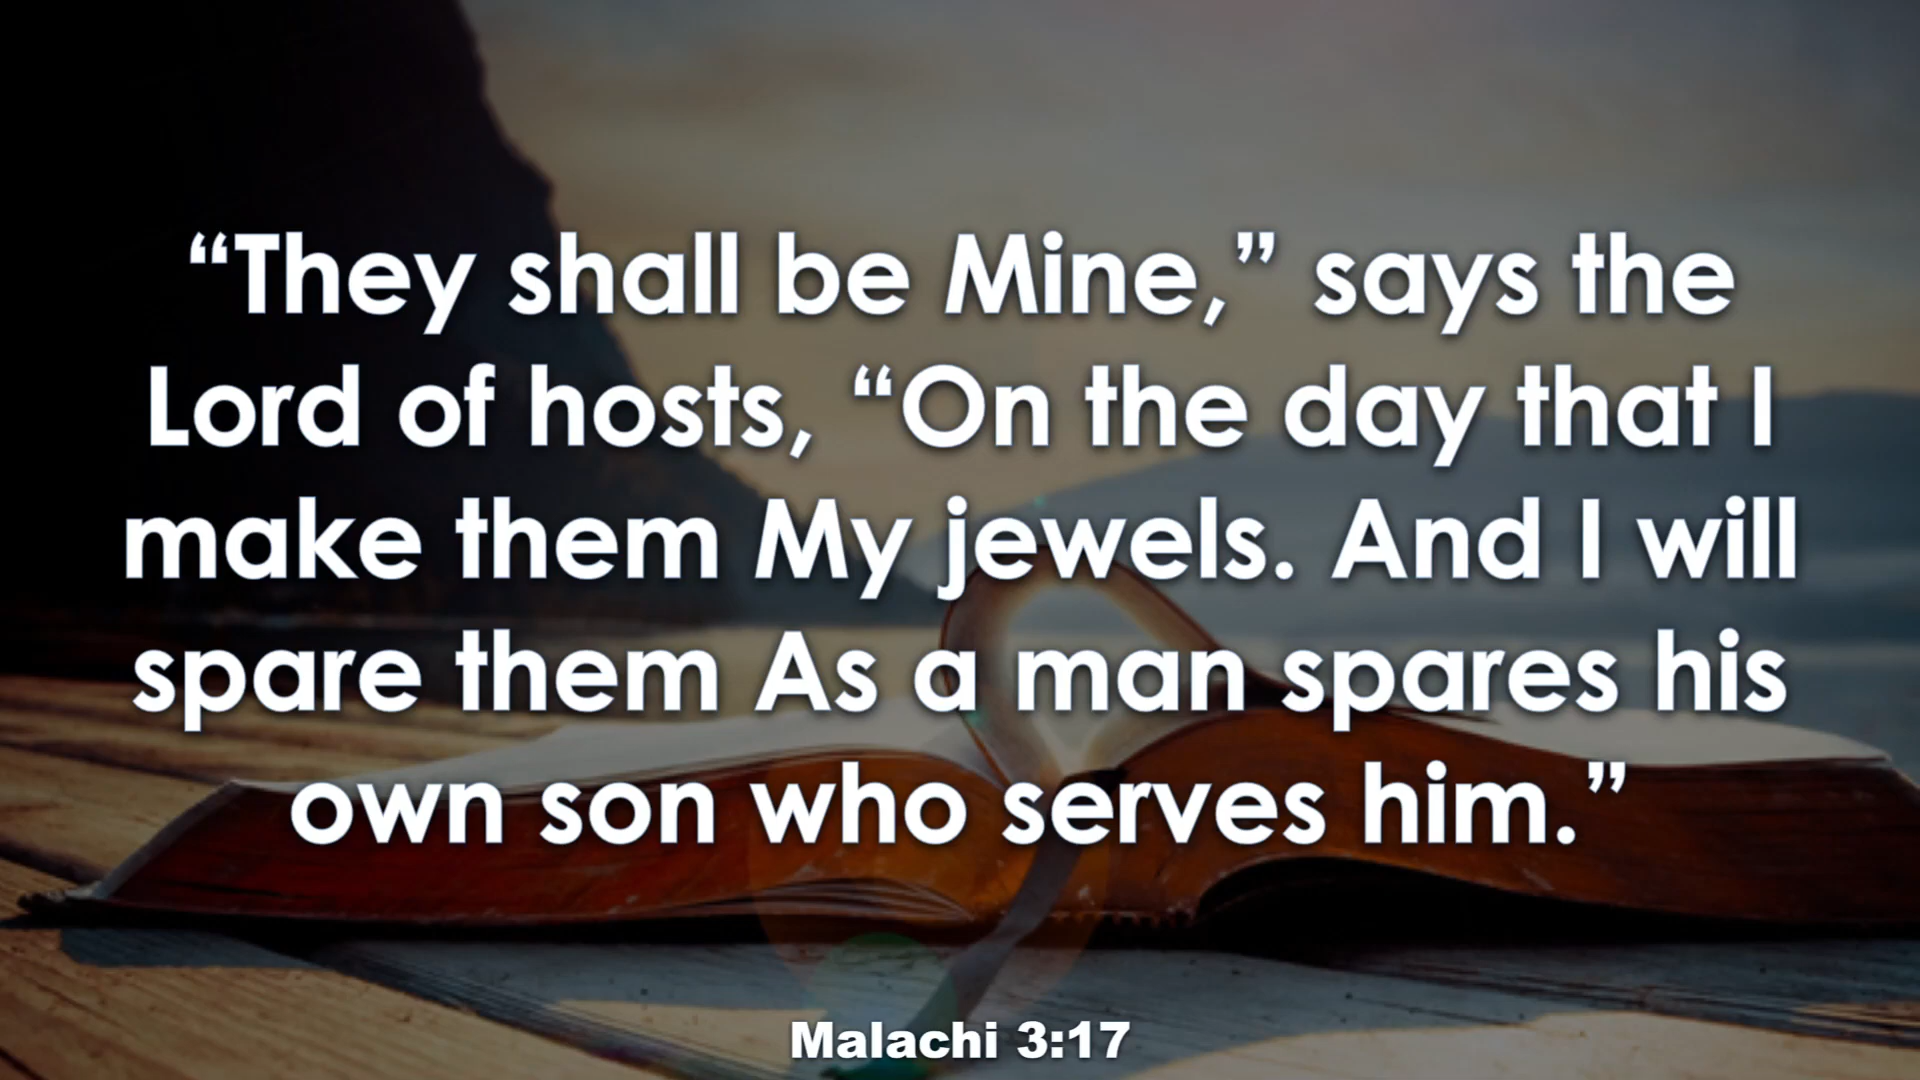 “They shall be Mine,” says the
Lord of hosts, “On the day that I
make them My jewels. And I will
spare them As a man spares his
own son who serves him.”
Malachi 3:17